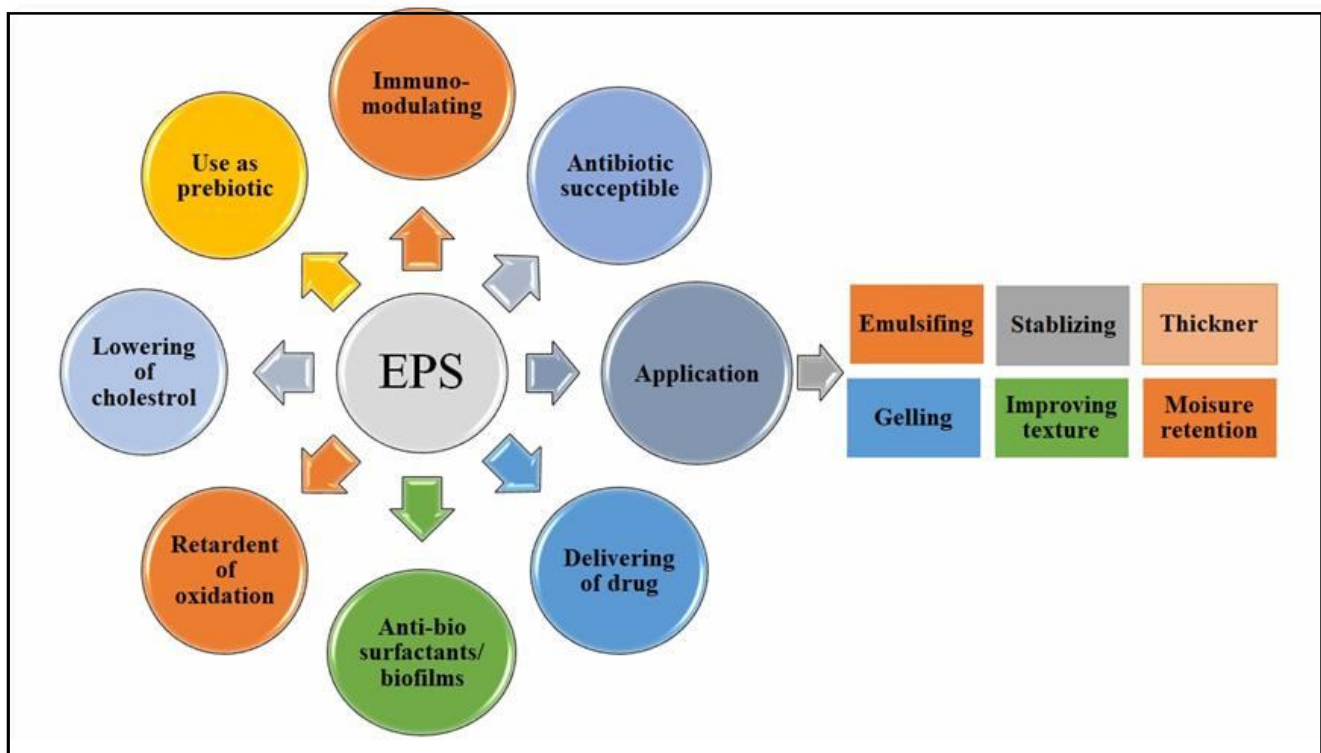 Immuno-
modulating
Use as
prebiotic
Antibiotic
succeptible
Lowering
of
cholestrol
EPS
Application
Emulsifing
Stablizing
Thickner
Gelling
Improving
texture
Moisure
retention
Retardent
of
oxidation
Delivering
of drug
Anti-bio
surfactants/
biofilms